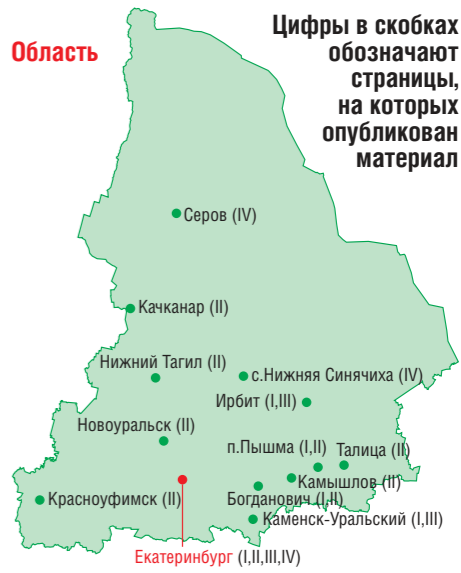 Область
Цифры в скобках
обозначают
страницы,
на которых
опубликован
материал
Серов (IV)
Качканар (II)
Нижний Тагил (II)
с.Нижняя Синячиха (IV)
Ирбит (I,III)
Новоуральск (II)
п.Пышма (I,II)
Талица (II)
Камышлов (II)
Красноуфимск (II)
Богданович (I,II)
Каменск-Уральский (I,III)
Екатеринбург (I,II,III,IV)